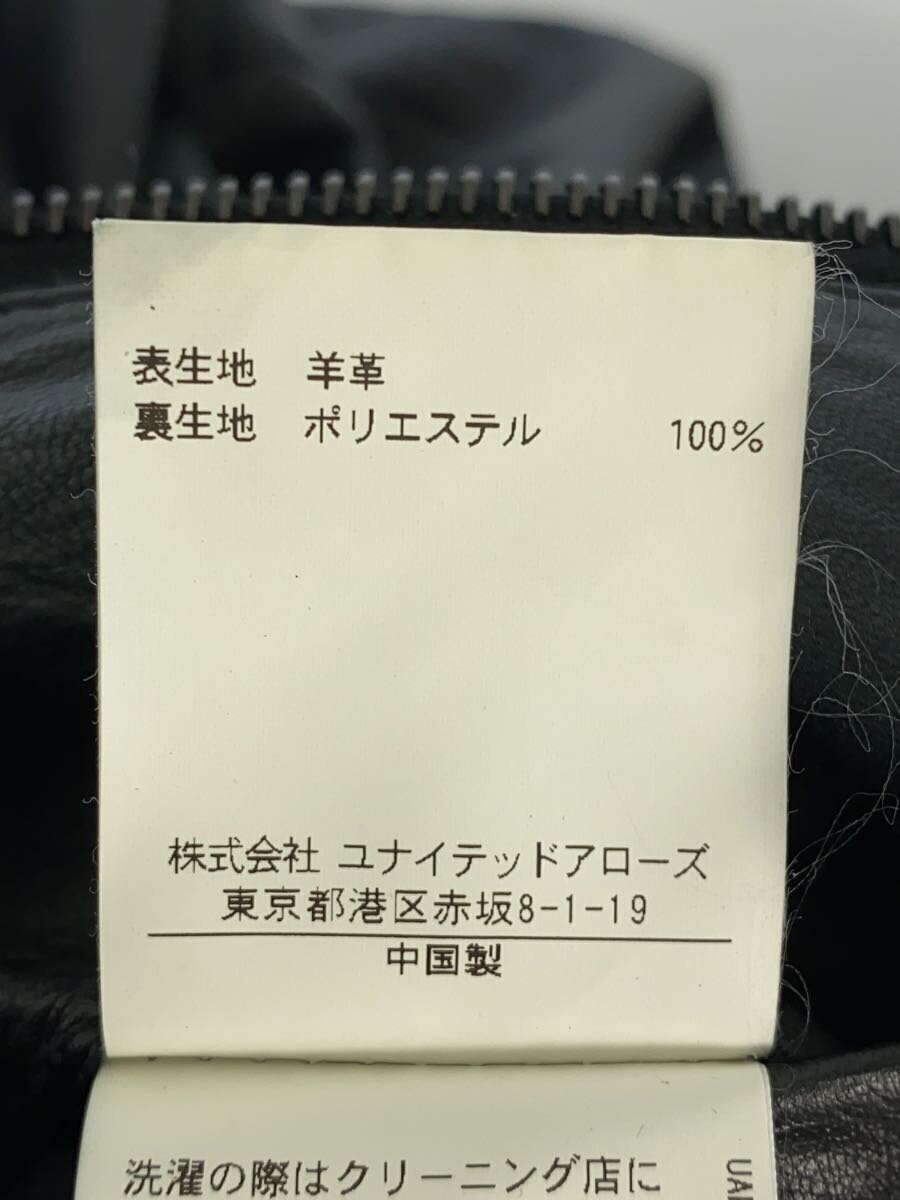 表生地 羊革
裏生地 ポリエステル 100%
株式会社 ユナイテッドアローズ
東京都港区赤坂8-1-19
中国製
洗濯の際はクリーニング店に